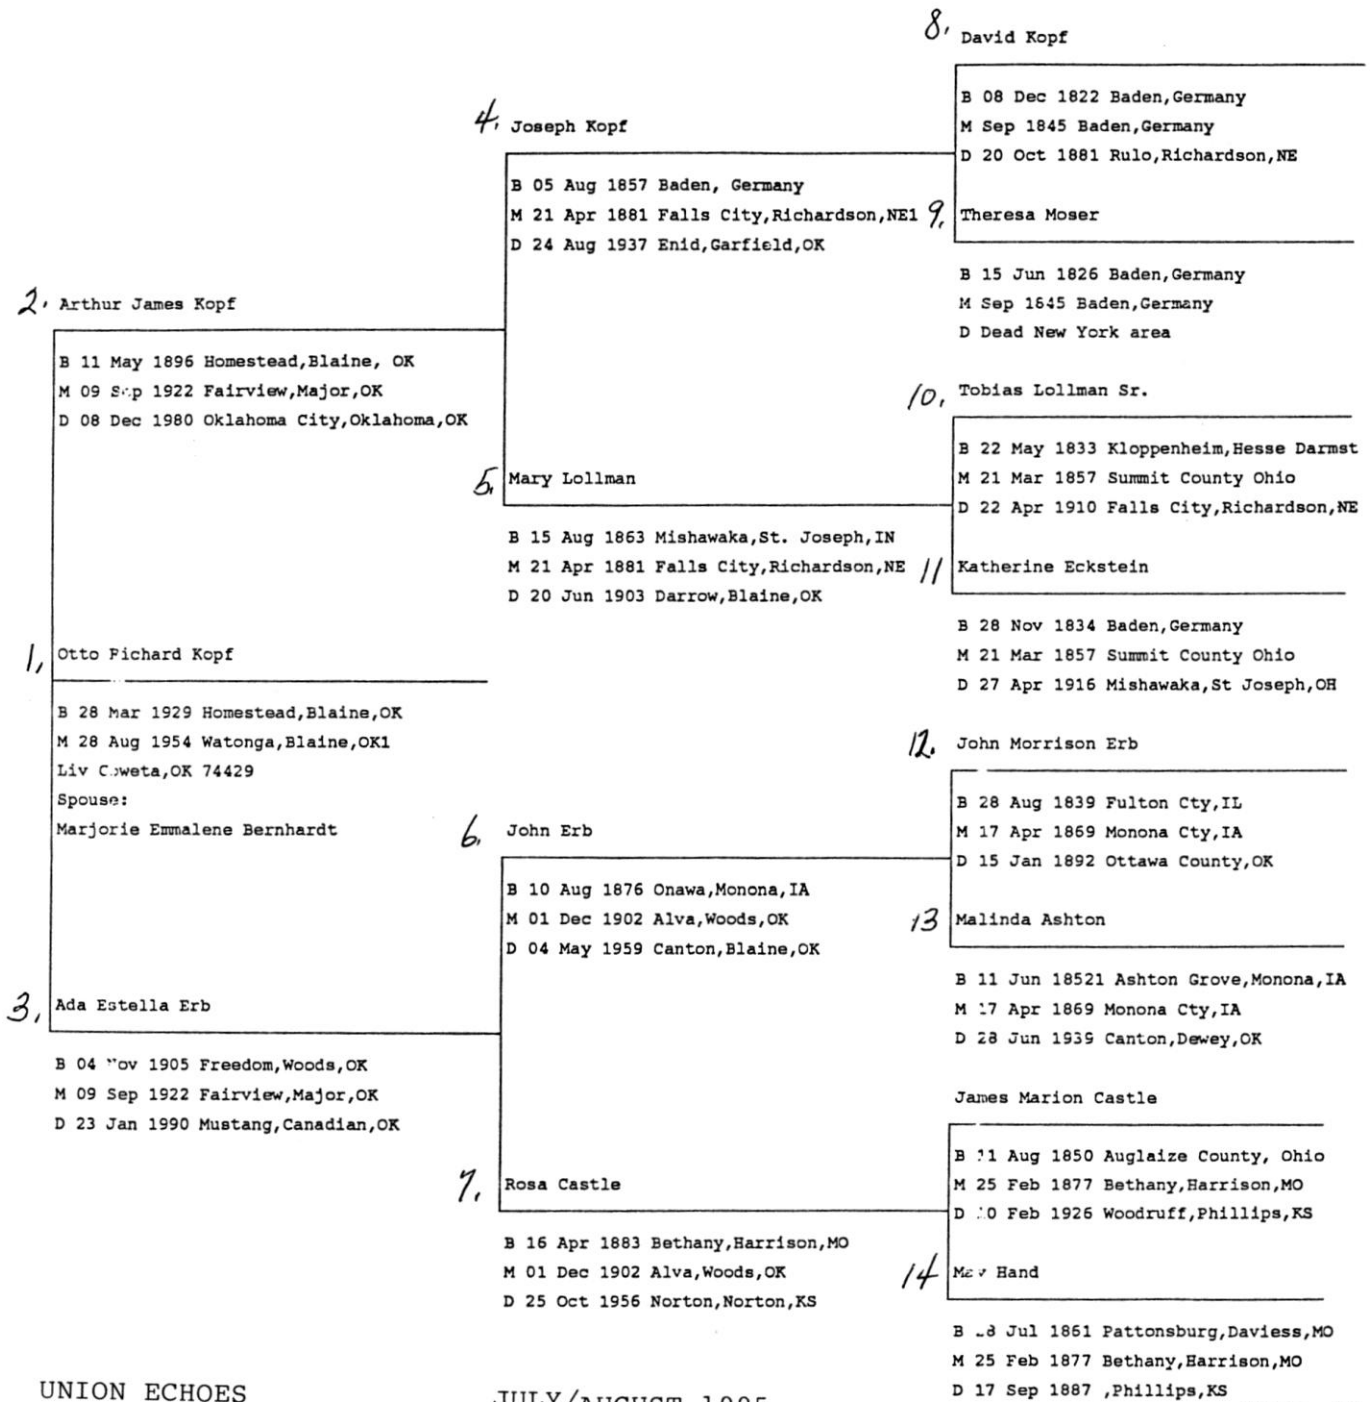 8. David Kopf
B 08 Dec 1822 Baden,Germany
M Sep 1845 Baden,Germany
D 20 Oct 1881 Rulo,Richardson,NE
4. Joseph Kopf
B 05 Aug 1857 Baden, Germany
M 21 Apr 1881 Falls City,Richardson,NE1
D 24 Aug 1937 Enid,Garfield,OK
9. Theresa Moser
B 15 Jun 1826 Baden,Germany
M Sep 1845 Baden,Germany
D Dead New York area
2. Arthur James Kopf
B 11 May 1896 Homestead,Blaine, OK
M 09 Sep 1922 Fairview,Major,OK
D 08 Dec 1980 Oklahoma City,Oklahoma,OK
10. Tobias Lollman Sr.
B 22 May 1833 Kloppenheim,Hesse Darmst
M 21 Mar 1857 Summit County Ohio
D 22 Apr 1910 Falls City,Richardson,NE
5. Mary Lollman
B 15 Aug 1863 Mishawaka,St. Joseph,IN
M 21 Apr 1881 Falls City,Richardson,NE
D 20 Jun 1903 Darrow,Blaine,OK
11 Katherine Eckstein
B 28 Nov 1834 Baden,Germany
M 21 Mar 1857 Summit County Ohio
D 27 Apr 1916 Mishawaka,St Joseph,OH
1. Otto Richard Kopf
B 28 Mar 1929 Homestead,Blaine,OK
M 28 Aug 1954 Watonga,Blaine,OK1
Liv Coweta,OK 74429
Spouse:
Marjorie Emmalene Bernhardt
12. John Morrison Erb
B 28 Aug 1839 Fulton Cty,IL
M 17 Apr 1869 Monona Cty,IA
D 15 Jan 1892 Ottawa County,OK
6. John Erb
B 10 Aug 1876 Onawa,Monona,IA
M 01 Dec 1902 Alva,Woods,OK
D 04 May 1959 Canton,Blaine,OK
13 Malinda Ashton
B 11 Jun 18521 Ashton Grove,Monona,IA
M 17 Apr 1869 Monona Cty,IA
D 28 Jun 1939 Canton,Dewey,OK
3. Ada Estella Erb
B 04 Nov 1905 Freedom,Woods,OK
M 09 Sep 1922 Fairview,Major,OK
D 23 Jan 1990 Mustang,Canadian,OK
James Marion Castle
B Aug 1850 Auglaize County, Ohio
M 25 Feb 1877 Bethany,Harrison,MO
D Feb 1926 Woodruff,Phillips,KS
7. Rosa Castle
B 16 Apr 1883 Bethany,Harrison,MO
M 01 Dec 1902 Alva,Woods,OK
D 25 Oct 1956 Norton,Norton,KS
14 Hand
B Jul 1861 Pattonsburg,Daviess,MO
M 25 Feb 1877 Bethany,Harrison,MO
D 17 Sep 1887 ,Phillips,KS
UNION ECHOES
JULY/AUGUST 1995